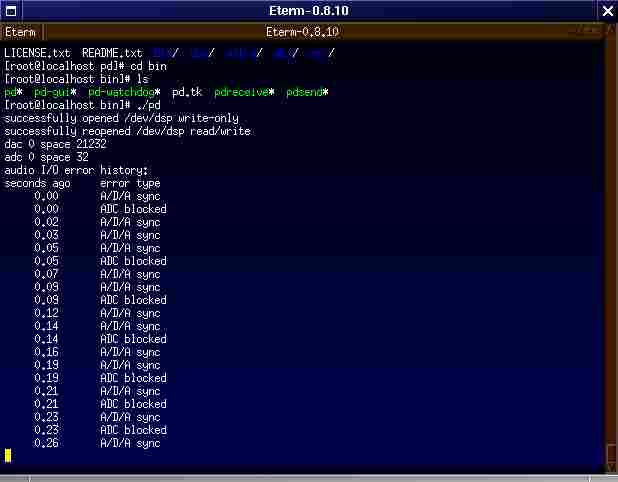 Eterm-0.8.10
Eterm Eterm-0.8.10
LICENSE.txt README.txt
[root@localhost pd]# cd bin
[root@localhost bin]# ls
pd* pd-gui* pd-watchdog* pd.tk pdreceive* pdsend*
[root@localhost bin]# ./pd
successfully opened /dev/dsp write-only
successfully reopened /dev/dsp read/write
dac 0 space 21232
adc 0 space 32
audio I/O error history:
seconds ago error type
0.00 A/D/A sync
0.00 ADC blocked
0.02 A/D/A sync
0.03 A/D/A sync
0.05 A/D/A sync
0.05 ADC blocked
0.07 A/D/A sync
0.09 A/D/A sync
0.09 ADC blocked
0.12 A/D/A sync
0.14 A/D/A sync
0.14 ADC blocked
0.16 A/D/A sync
0.19 A/D/A sync
0.19 ADC blocked
0.21 A/D/A sync
0.21 ADC blocked
0.23 A/D/A sync
0.23 ADC blocked
0.26 A/D/A sync